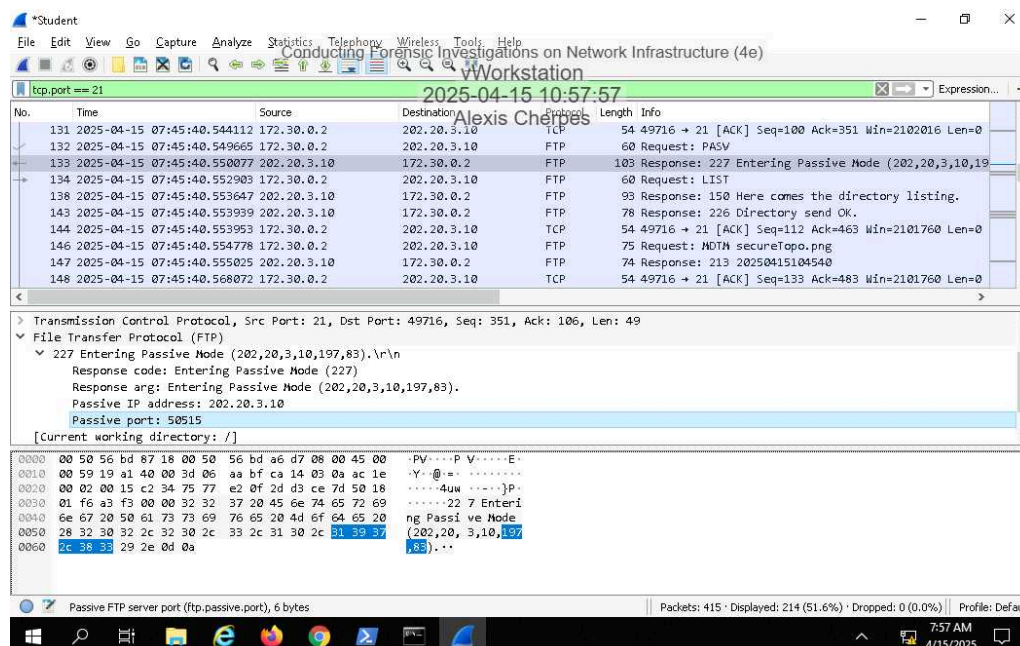 *Student
File Edit View Go Capture Analyze Statistics Telephony Wireless Tools Help
Conducting Forensic Investigations on Network Infrastructure (4e)
vWorkstation
2025-04-15 10:57:57
Alexis Cherpes
tcp.port == 21
Expression...
No. Time Source Destination Protocol Length Info
131 2025-04-15 07:45:40.544112 172.30.0.2 202.20.3.10 TCP 54 49716 → 21 [ACK] Seq=100 Ack=351 Win=2102016 Len=0
132 2025-04-15 07:45:40.549665 172.30.0.2 202.20.3.10 FTP 60 Request: PASV
133 2025-04-15 07:45:40.550077 202.20.3.10 172.30.0.2 FTP 103 Response: 227 Entering Passive Mode (202,20,3,10,19
134 2025-04-15 07:45:40.552903 172.30.0.2 202.20.3.10 FTP 60 Request: LIST
138 2025-04-15 07:45:40.553647 202.20.3.10 172.30.0.2 FTP 93 Response: 150 Here comes the directory listing.
143 2025-04-15 07:45:40.553939 202.20.3.10 172.30.0.2 FTP 78 Response: 226 Directory send OK.
144 2025-04-15 07:45:40.553953 172.30.0.2 202.20.3.10 TCP 54 49716 → 21 [ACK] Seq=112 Ack=463 Win=2101760 Len=0
146 2025-04-15 07:45:40.554778 172.30.0.2 202.20.3.10 FTP 75 Request: MDTM secureTopo.png
147 2025-04-15 07:45:40.555025 202.20.3.10 172.30.0.2 FTP 74 Response: 213 20250415104540
148 2025-04-15 07:45:40.568072 172.30.0.2 202.20.3.10 TCP 54 49716 → 21 [ACK] Seq=133 Ack=483 Win=2101760 Len=0
Transmission Control Protocol, Src Port: 21, Dst Port: 49716, Seq: 351, Ack: 106, Len: 49
File Transfer Protocol (FTP)
227 Entering Passive Mode (202,20,3,10,197,83).\r\n
Response code: Entering Passive Mode (227)
Response arg: Entering Passive Mode (202,20,3,10,197,83).
Passive IP address: 202.20.3.10
Passive port: 50515
[Current working directory: /]
0000 00 50 56 bd 87 18 00 50 56 bd a6 d7 08 00 45 00 ·PV····P V·····E·
0010 00 59 19 a1 40 00 3d 06 aa bf ca 14 03 0a ac 1e ·Y··@·=· ········
0020 00 02 00 15 c2 34 75 77 e2 0f 2d d3 ce 7d 50 18 ·····4uw ··-··}P·
0030 01 f6 a3 f3 00 00 32 32 37 20 45 6e 74 65 72 69 ······22 7 Enteri
0040 6e 67 20 50 61 73 73 69 76 65 20 4d 6f 64 65 20 ng Passi ve Mode
0050 28 32 30 32 2c 32 30 2c 33 2c 31 30 2c 31 39 37 (202,20, 3,10,197
0060 2c 38 33 29 2e 0d 0a ,83).··
Passive FTP server port (ftp.passive.port), 6 bytes
Packets: 415 · Displayed: 214 (51.6%) · Dropped: 0 (0.0%)
Profile: Defau
7:57 AM
4/15/2025